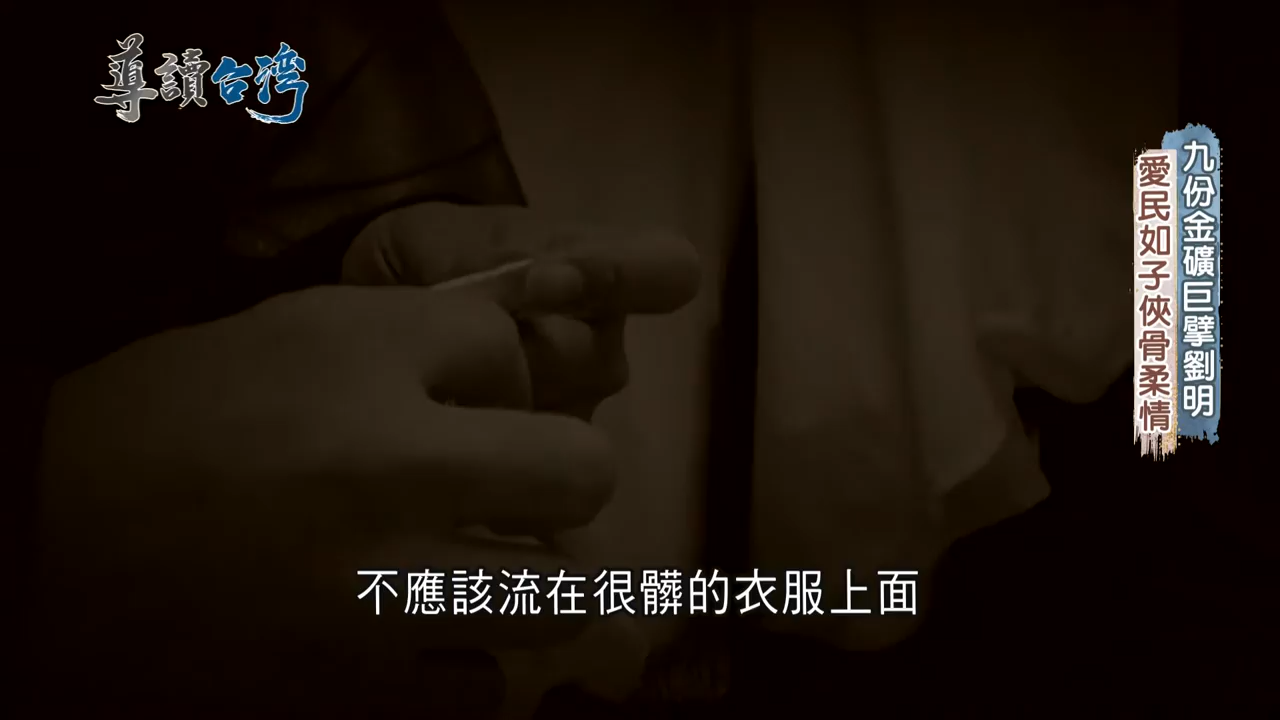 導讀台灣
九份金礦巨擘劉明
愛民如子俠骨柔情
不應該流在很髒的衣服上面